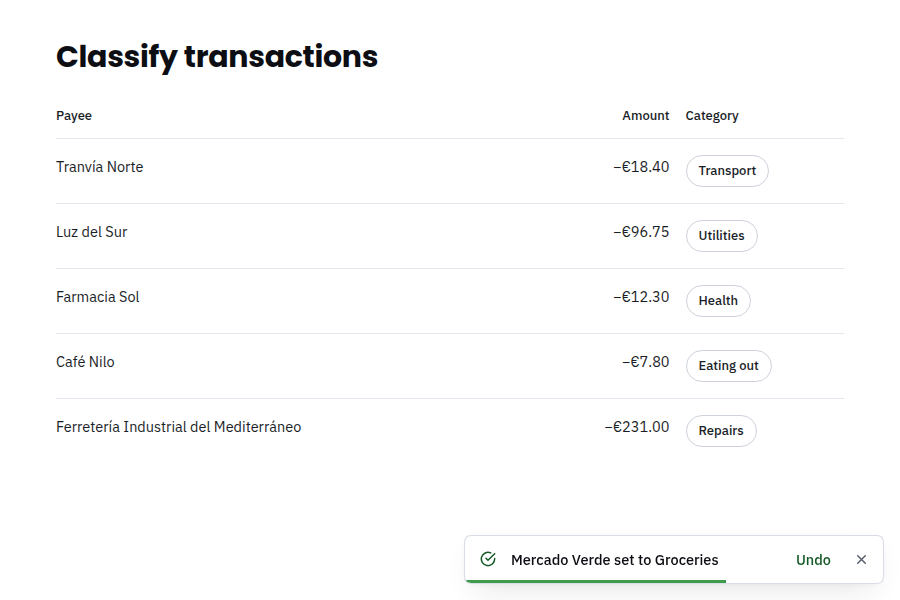 Classify transactions
Payee Amount Category
Tranvía Norte −€18.40 Transport
Luz del Sur −€96.75 Utilities
Farmacia Sol −€12.30 Health
Café Nilo −€7.80 Eating out
Ferretería Industrial del Mediterráneo −€231.00 Repairs
Mercado Verde set to Groceries Undo